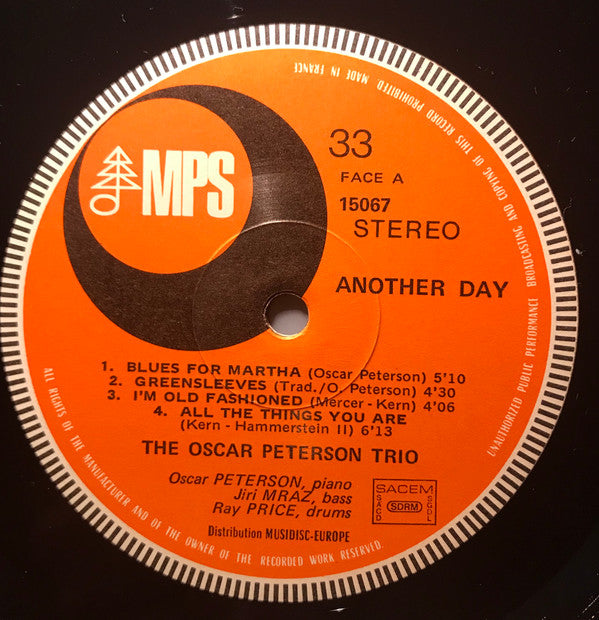 MPS
33
FACE A
15067
STEREO
ANOTHER DAY
1. BLUES FOR MARTHA (Oscar Peterson) 5'10
2. GREENSLEEVES (Trad./O. Peterson) 4'30
3. I'M OLD FASHIONED (Mercer - Kern) 4'06
4. ALL THE THINGS YOU ARE
(Kern - Hammerstein II) 6'13
THE OSCAR PETERSON TRIO
Oscar PETERSON, piano
Jiri MRAZ, bass
Ray PRICE, drums
SACEM
SACD
SDRM
SGDL
Distribution MUSIDISC-EUROPE
ALL RIGHTS OF THE MANUFACTURER AND OF THE OWNER OF THE RECORDED WORK RESERVED.
UNAUTHORIZED PUBLIC PERFORMANCE BROADCASTING AND COPYING OF THIS RECORD PROHIBITED MADE IN FRANCE